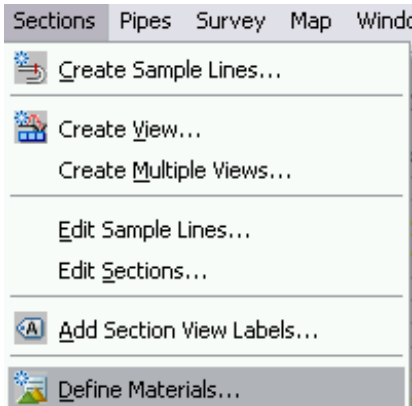 Sections Pipes Survey Map
Create Sample Lines...
Create View...
Create Multiple Views...
Edit Sample Lines...
Edit Sections...
Add Section View Labels...
Define Materials...